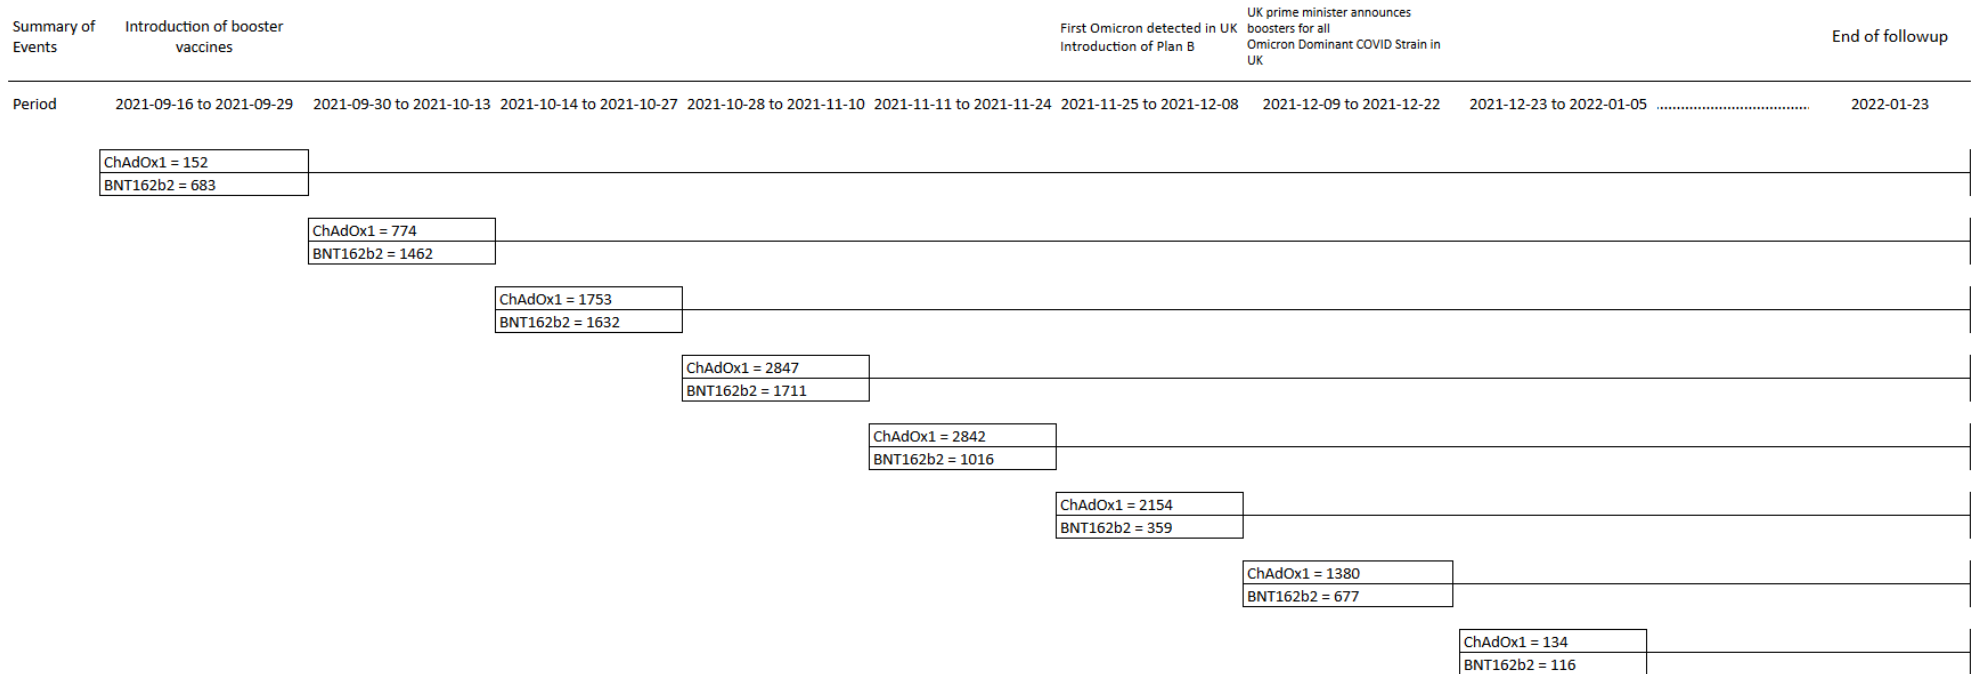 Summary of
Events
Introduction of booster
vaccines
First Omicron detected in UK
Introduction of Plan B
UK prime minister announces
boosters for all
Omicron Dominant COVID Strain in
UK
End of followup
Period
2021-09-16 to 2021-09-29
2021-09-30 to 2021-10-13
2021-10-14 to 2021-10-27
2021-10-28 to 2021-11-10
2021-11-11 to 2021-11-24
2021-11-25 to 2021-12-08
2021-12-09 to 2021-12-22
2021-12-23 to 2022-01-05
....................................
2022-01-23
ChAdOx1 = 152
BNT162b2 = 683
ChAdOx1 = 774
BNT162b2 = 1462
ChAdOx1 = 1753
BNT162b2 = 1632
ChAdOx1 = 2847
BNT162b2 = 1711
ChAdOx1 = 2842
BNT162b2 = 1016
ChAdOx1 = 2154
BNT162b2 = 359
ChAdOx1 = 1380
BNT162b2 = 677
ChAdOx1 = 134
BNT162b2 = 116